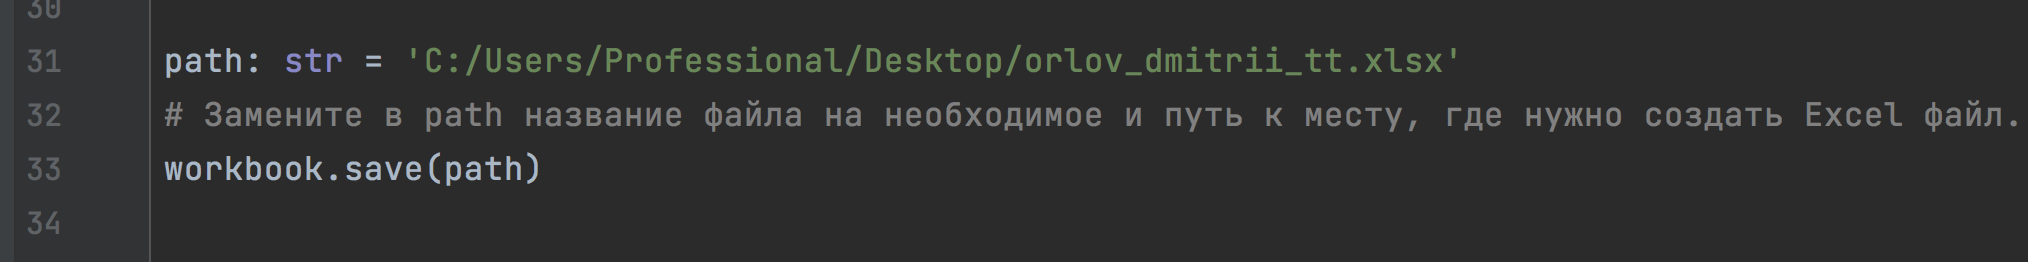 30
31 path: str = 'C:/Users/Professional/Desktop/orlov_dmitrii_tt.xlsx'
32 # Замените в path название файла на необходимое и путь к месту, где нужно создать Excel файл.
33 workbook.save(path)
34